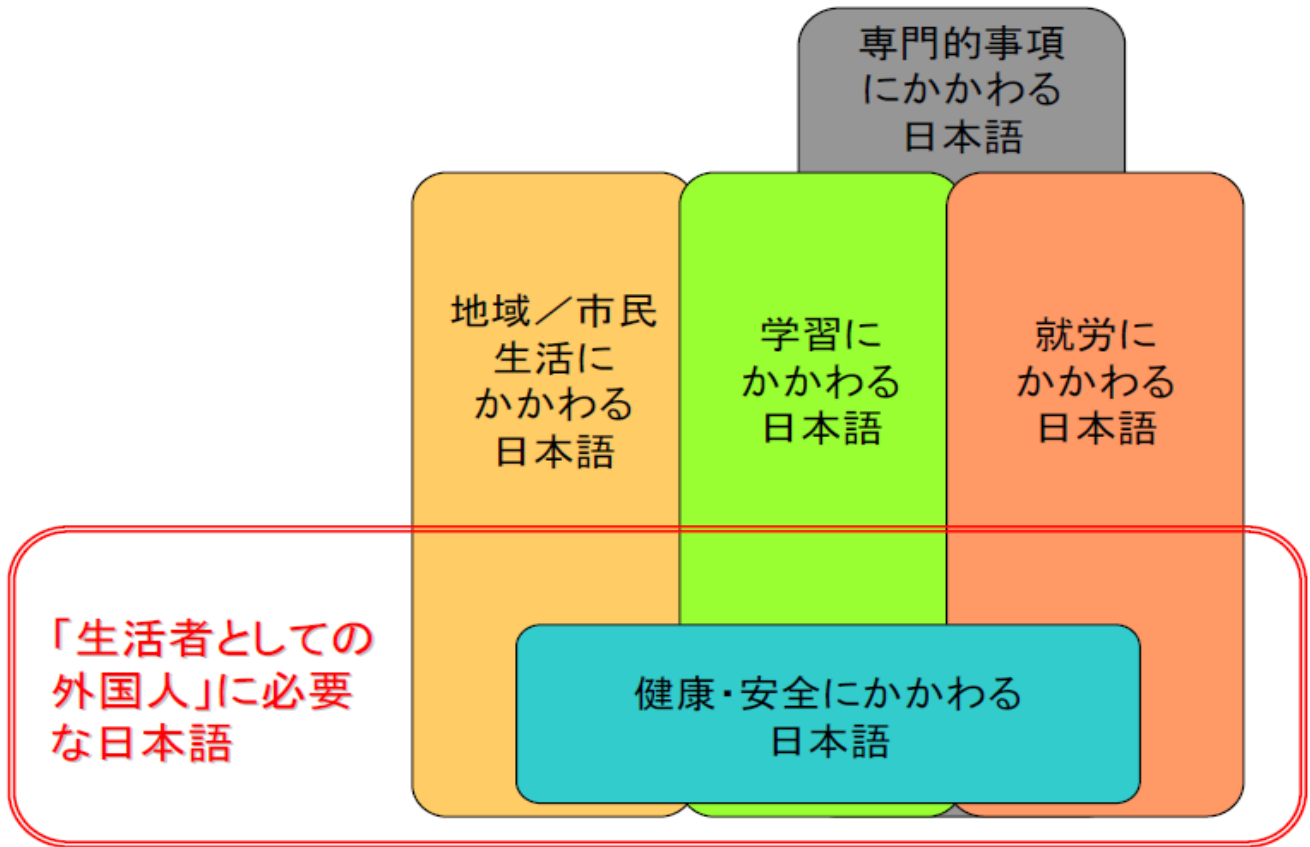 専門的事項
にかかわる
日本語
地域／市民
生活に
かかわる
日本語
学習に
かかわる
日本語
就労に
かかわる
日本語
「生活者としての
外国人」に必要
な日本語
健康・安全にかかわる
日本語